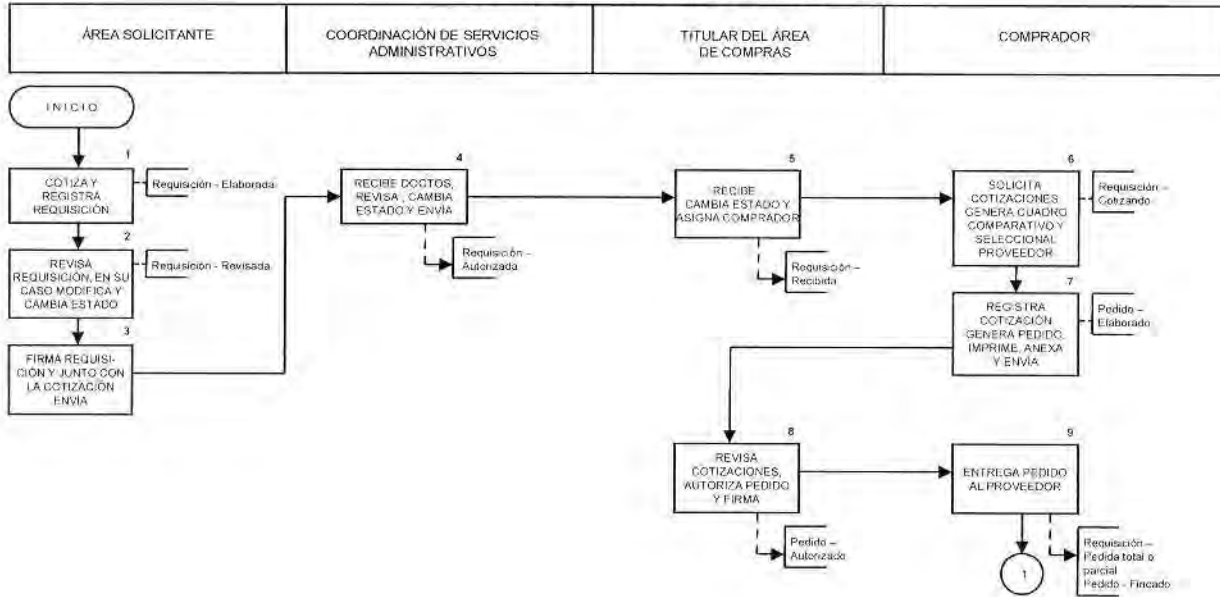 ÁREA SOLICITANTE
COORDINACIÓN DE SERVICIOS
ADMINISTRATIVOS
TITULAR DEL ÁREA
DE COMPRAS
COMPRADOR
INICIO
1
COTIZA Y
REGISTRA
REQUISICIÓN
Requisición - Elaborada
2
REVISA
REQUISICIÓN, EN SU
CASO MODIFICA Y
CAMBIA ESTADO
Requisición - Revisada
3
FIRMA REQUISI-
CIÓN Y JUNTO CON
LA COTIZACIÓN
ENVÍA
4
RECIBE DOCTOS,
REVISA , CAMBIA
ESTADO Y ENVÍA
Requisición –
Autorizada
5
RECIBE
CAMBIA ESTADO Y
ASIGNA COMPRADOR
Requisición –
Recibida
6
SOLICITA
COTIZACIONES
GENERA CUADRO
COMPARATIVO Y
SELECCIONAL
PROVEEDOR
Requisición –
Cotizando
7
REGISTRA
COTIZACIÓN
GENERA PEDIDO,
IMPRIME, ANEXA
Y ENVÍA
Pedido –
Elaborado
8
REVISA
COTIZACIONES,
AUTORIZA PEDIDO
Y FIRMA
Pedido –
Autorizado
9
ENTREGA PEDIDO
AL PROVEEDOR
Requisición –
Pedida total o
parcial
Pedido - Fincado
1